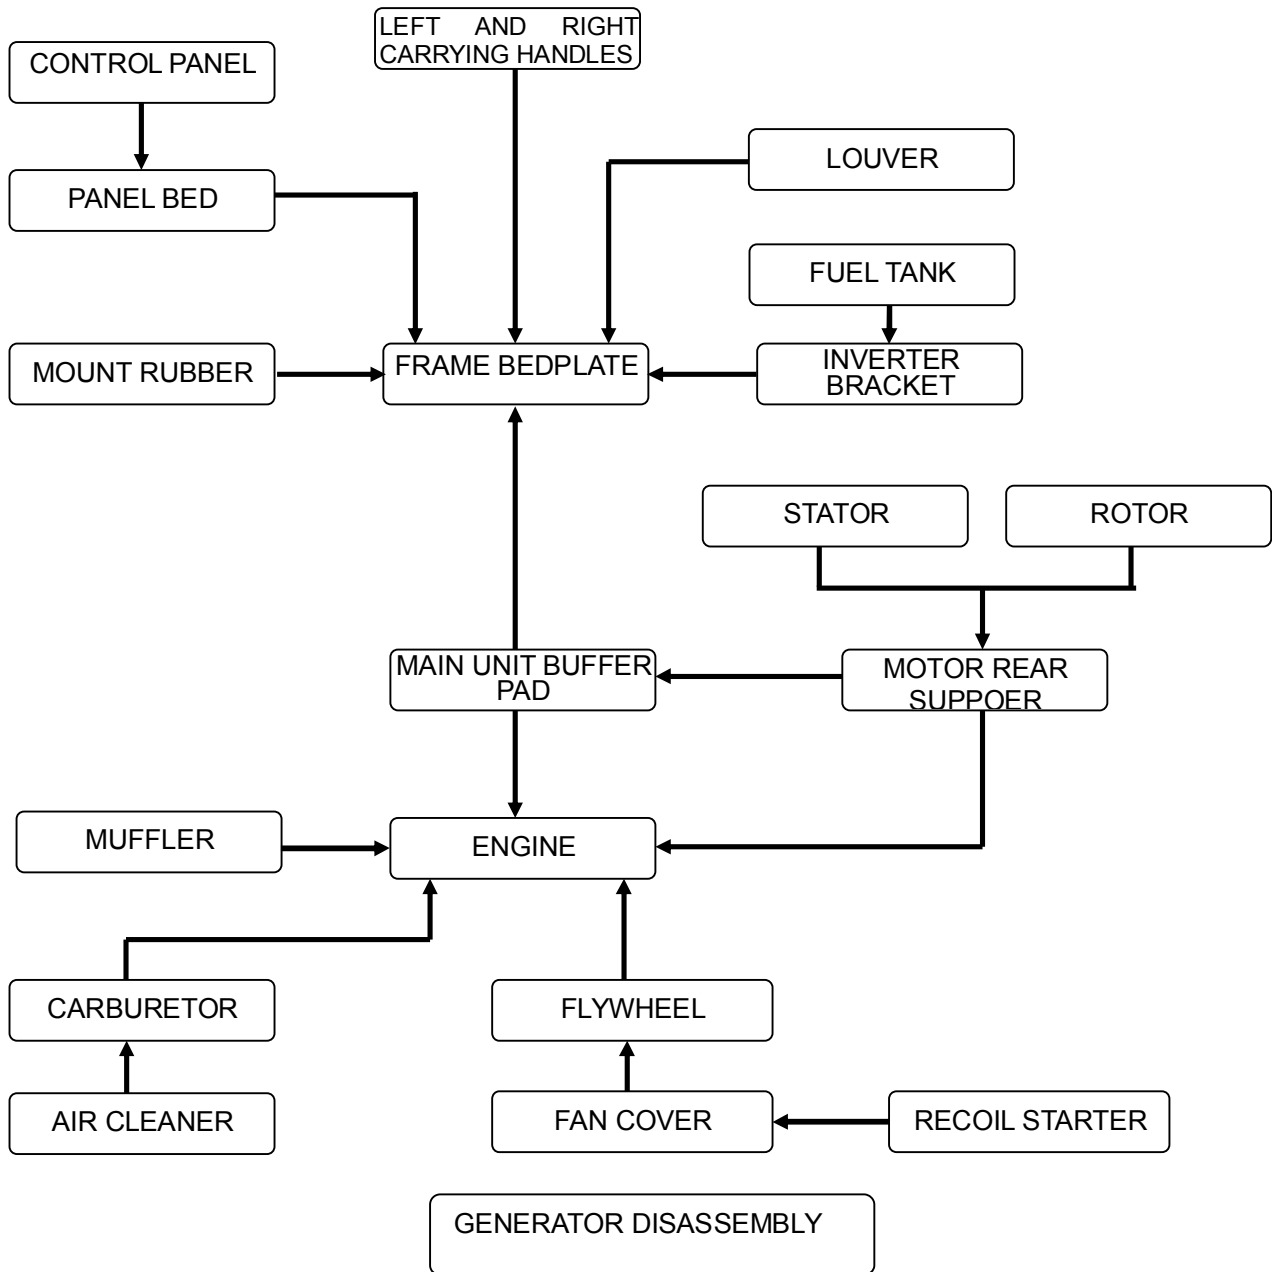 LEFT AND RIGHT
CARRYING HANDLES
CONTROL PANEL
LOUVER
PANEL BED
FUEL TANK
MOUNT RUBBER
FRAME BEDPLATE
INVERTER
BRACKET
STATOR
ROTOR
MAIN UNIT BUFFER
PAD
MOTOR REAR
SUPPOER
MUFFLER
ENGINE
CARBURETOR
FLYWHEEL
AIR CLEANER
FAN COVER
RECOIL STARTER
GENERATOR DISASSEMBLY